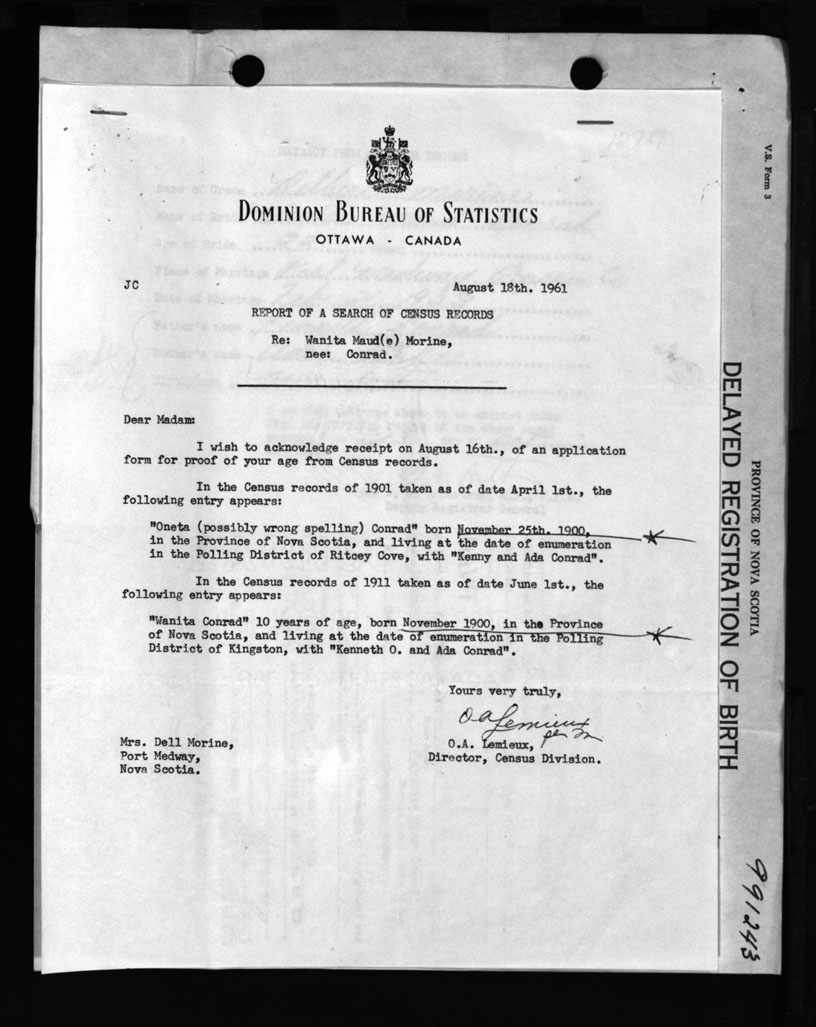 DOMINION BUREAU OF STATISTICS
OTTAWA - CANADA
JC
August 18th. 1961
REPORT OF A SEARCH OF CENSUS RECORDS
Re: Wanita Maud(e) Morine,
nee: Conrad.
Dear Madam:
I wish to acknowledge receipt on August 16th., of an application
form for proof of your age from Census records.
In the Census records of 1901 taken as of date April 1st., the
following entry appears:
"Oneta (possibly wrong spelling) Conrad" born November 25th. 1900,
in the Province of Nova Scotia, and living at the date of enumeration
in the Polling District of Ritcey Cove, with "Kenny and Ada Conrad".
In the Census records of 1911 taken as of date June 1st., the
following entry appears:
"Wanita Conrad" 10 years of age, born November 1900, in the Province
of Nova Scotia, and living at the date of enumeration in the Polling
District of Kingston, with "Kenneth O. and Ada Conrad".
Yours very truly,
O A Lemieux
per
O.A. Lemieux,
Director, Census Division.
Mrs. Dell Morine,
Port Medway,
Nova Scotia.
V.S. Form 3
PROVINCE OF NOVA SCOTIA
DELAYED REGISTRATION OF BIRTH
991243